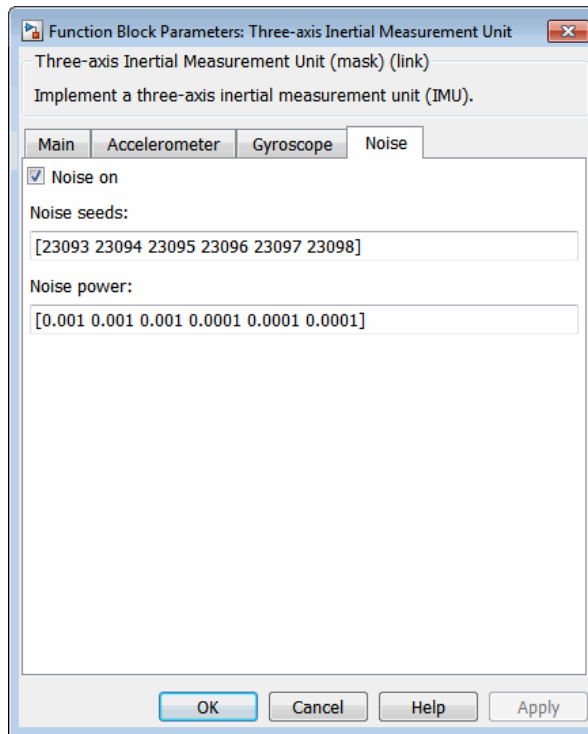 Function Block Parameters: Three-axis Inertial Measurement Unit
Three-axis Inertial Measurement Unit (mask) (link)
Implement a three-axis inertial measurement unit (IMU).
Main Accelerometer Gyroscope Noise
Noise on
Noise seeds:
[23093 23094 23095 23096 23097 23098]
Noise power:
[0.001 0.001 0.001 0.0001 0.0001 0.0001]
OK Cancel Help Apply